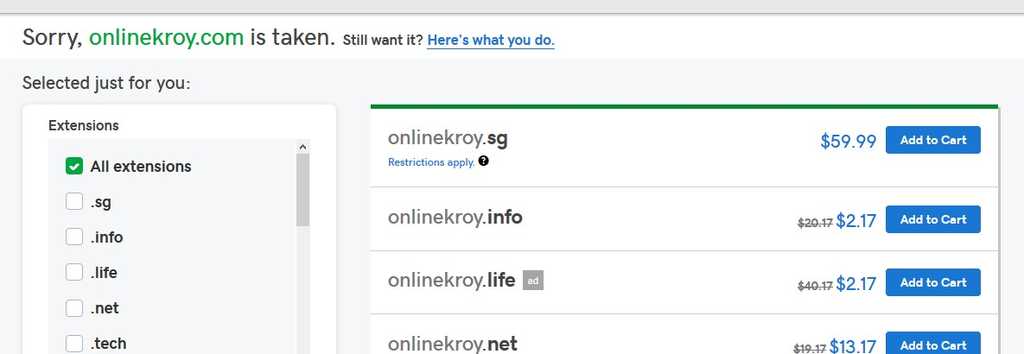 Sorry, onlinekroy.com is taken. Still want it? Here's what you do.
Selected just for you:
Extensions
All extensions
.sg
.info
.life
.net
.tech
onlinekroy.sg $59.99 Add to Cart
Restrictions apply. ?
onlinekroy.info $20.17 $2.17 Add to Cart
onlinekroy.life ad $40.17 $2.17 Add to Cart
onlinekroy.net $19.17 $13.17 Add to Cart